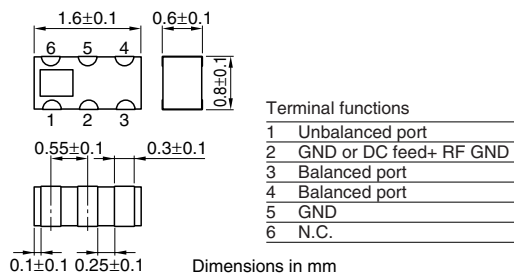 1.6±0.1
0.6±0.1
6 5 4
0.8±0.1
1 2 3
0.55±0.1
0.3±0.1
0.1±0.1
0.25±0.1
Dimensions in mm
Terminal functions
1 Unbalanced port
2 GND or DC feed+ RF GND
3 Balanced port
4 Balanced port
5 GND
6 N.C.